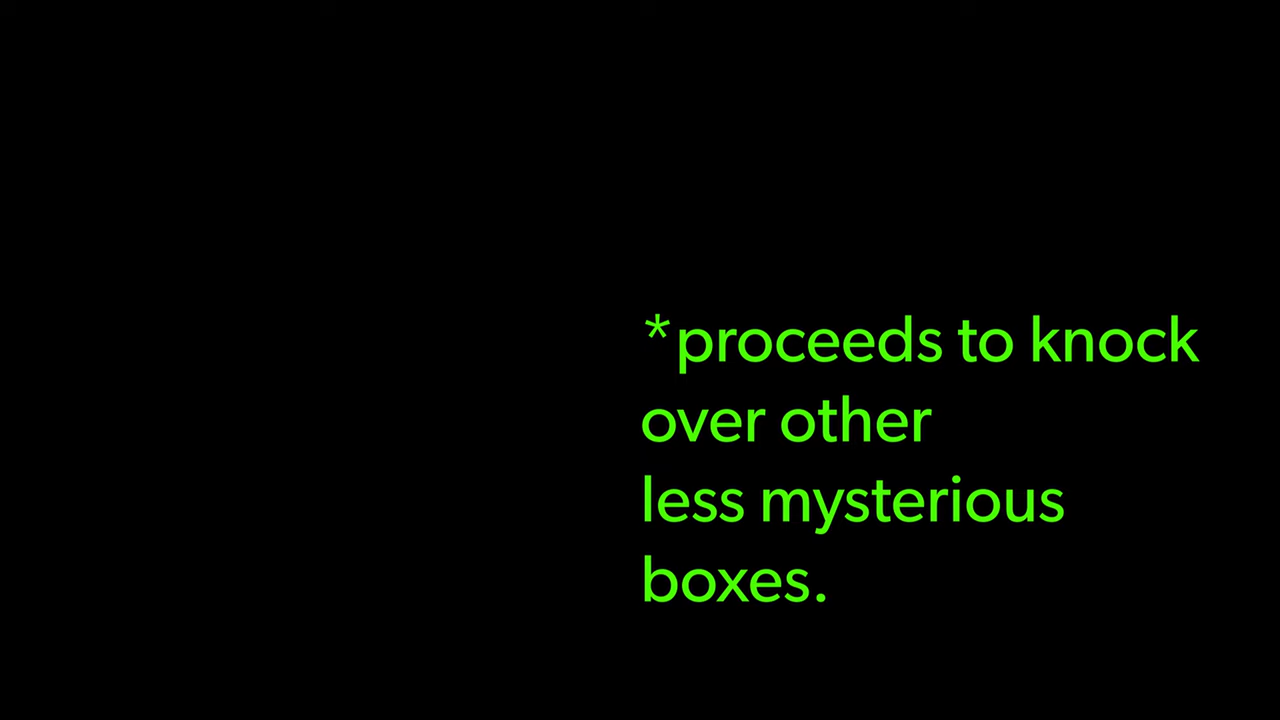 *proceeds to knock
over other
less mysterious
boxes.